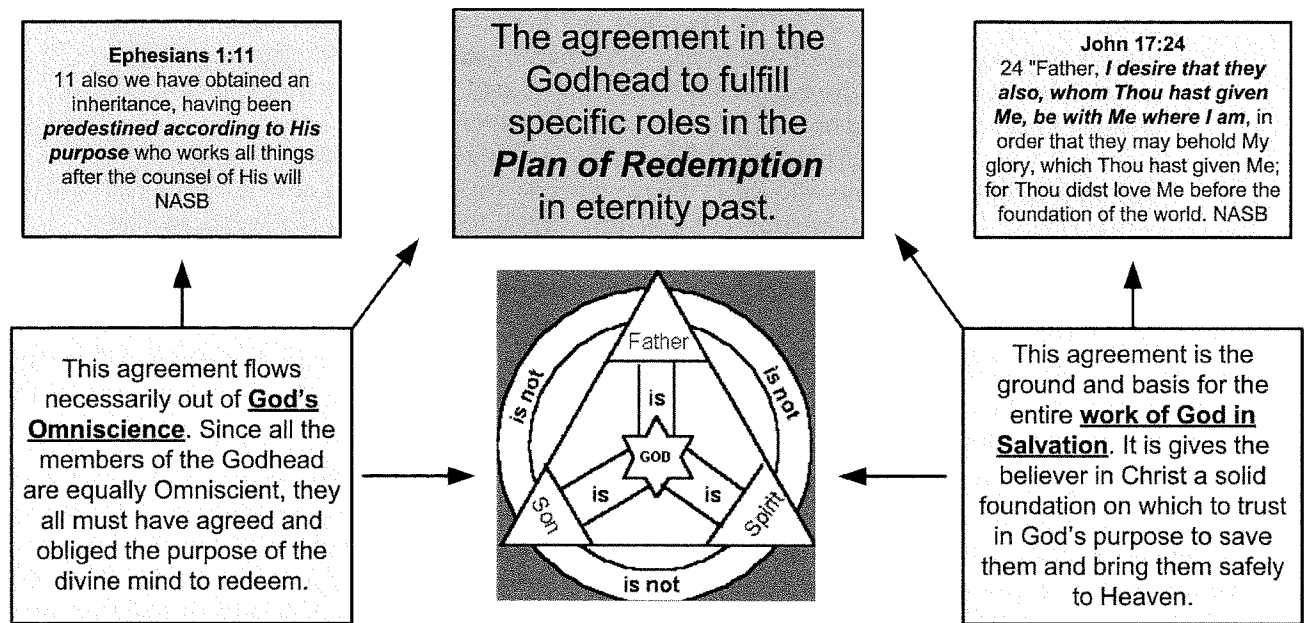 Ephesians 1:11
11 also we have obtained an
inheritance, having been
predestined according to His
purpose who works all things
after the counsel of His will
NASB
The agreement in the
Godhead to fulfill
specific roles in the
Plan of Redemption
in eternity past.
John 17:24
24 "Father, I desire that they
also, whom Thou hast given
Me, be with Me where I am, in
order that they may behold My
glory, which Thou hast given Me;
for Thou didst love Me before the
foundation of the world. NASB
This agreement flows
necessarily out of God's
Omniscience. Since all the
members of the Godhead
are equally Omniscient, they
all must have agreed and
obliged the purpose of the
divine mind to redeem.
Father
is not
is not
is
GOD
is
is
Son
Spirit
is not
This agreement is the
ground and basis for the
entire work of God in
Salvation. It is gives the
believer in Christ a solid
foundation on which to trust
in God's purpose to save
them and bring them safely
to Heaven.